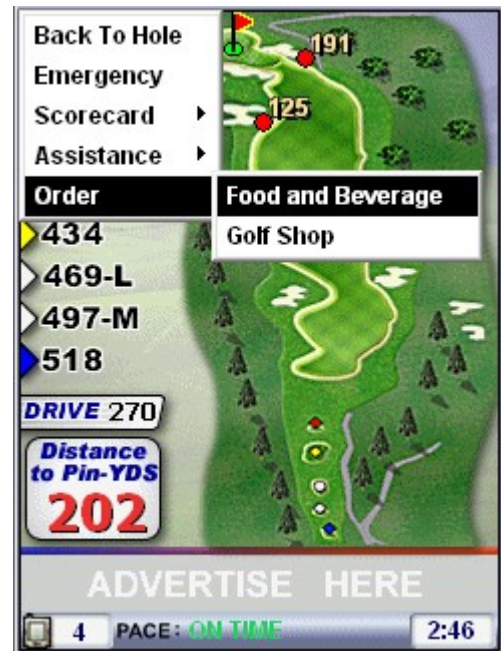 Back To Hole
Emergency
Scorecard
Assistance
Order
Food and Beverage
Golf Shop
191
125
434
469-L
497-M
518
DRIVE 270
Distance
to Pin-YDS
202
ADVERTISE HERE
4 PACE: ON TIME 2:46